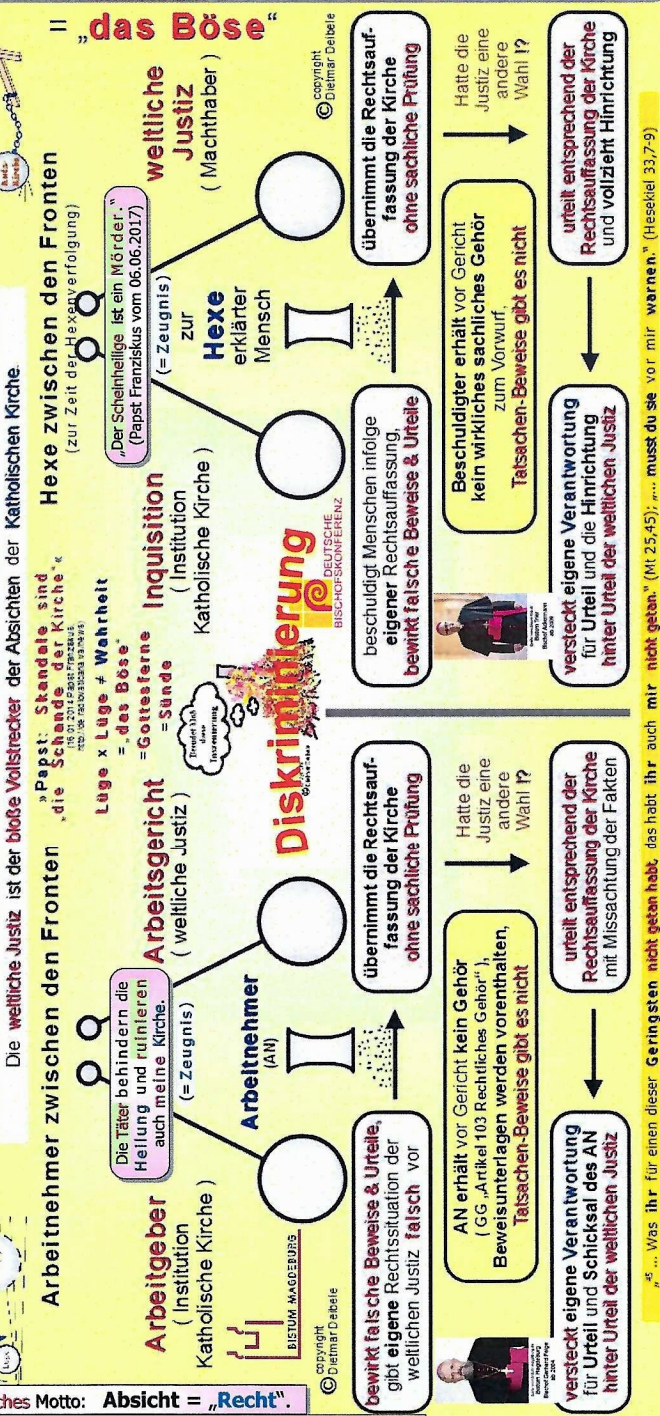 Die weltliche Justiz ist der bloße Vollstrecker der Absichten der Katholischen Kirche.
Arbeitnehmer zwischen den Fronten
» Papst: Skandale sind
„die Schande der Kirche“«
(16.01.2014 Papst Franziskus,
Lüge x Lüge ≠ Wahrheit
= „das Böse“
=Gottesferne
= Sünde
Hexe zwischen den Fronten
(zur Zeit der Hexenverfolgung)
= „das Böse“
Die Täter behindern die
Heilung und ruinieren
auch meine Kirche.
(= Zeugnis)
„Der Scheinheilige ist ein Mörder.“
(Papst Franziskus vom 06.06.2017)
(= Zeugnis)
Arbeitgeber
( Institution
Katholische Kirche )
Arbeitsgericht
( weltliche Justiz )
Inquisition
( Institution
Katholische Kirche )
weltliche
Justiz
( Machthaber )
Arbeitnehmer
(AN)
zur
Hexe
erklärter
Mensch
BISTUM MAGDEBURG
Diskriminierung
DEUTSCHE
BISCHOFSKONFERENZ
© copyright
Dietmar Deibele
© copyright
Dietmar Deibele
bewirkt falsche Beweise & Urteile,
gibt eigene Rechtssituation der
weltlichen Justiz falsch vor
übernimmt die Rechtsauf-
fassung der Kirche
ohne sachliche Prüfung
beschuldigt Menschen infolge
eigener Rechtsauffassung,
bewirkt falsche Beweise & Urteile
übernimmt die Rechtsauf-
fassung der Kirche
ohne sachliche Prüfung
AN erhält vor Gericht kein Gehör
( GG „Artikel 103 Rechtliches Gehör“ ),
Beweisunterlagen werden vorenthalten,
Tatsachen-Beweise gibt es nicht
Hatte die
Justiz eine
andere
Wahl !?
Beschuldigter erhält vor Gericht
kein wirkliches sachliches Gehör
zum Vorwurf,
Tatsachen-Beweise gibt es nicht
Hatte die
Justiz eine
andere
Wahl !?
versteckt eigene Verantwortung
für Urteil und Schicksal des AN
hinter Urteil der weltlichen Justiz
urteilt entsprechend der
Rechtsauffassung der Kirche
mit Missachtung der Fakten
versteckt eigene Verantwortung
für Urteil und die Hinrichtung
hinter Urteil der weltlichen Justiz
urteilt entsprechend der
Rechtsauffassung der Kirche
und vollzieht Hinrichtung
„45 ... Was ihr für einen dieser Geringsten nicht getan habt, das habt ihr auch mir nicht getan.“ (Mt 25,45); „... musst du sie vor mir warnen.“ (Hesekiel 33,7-9)
ches Motto: Absicht = „Recht“.